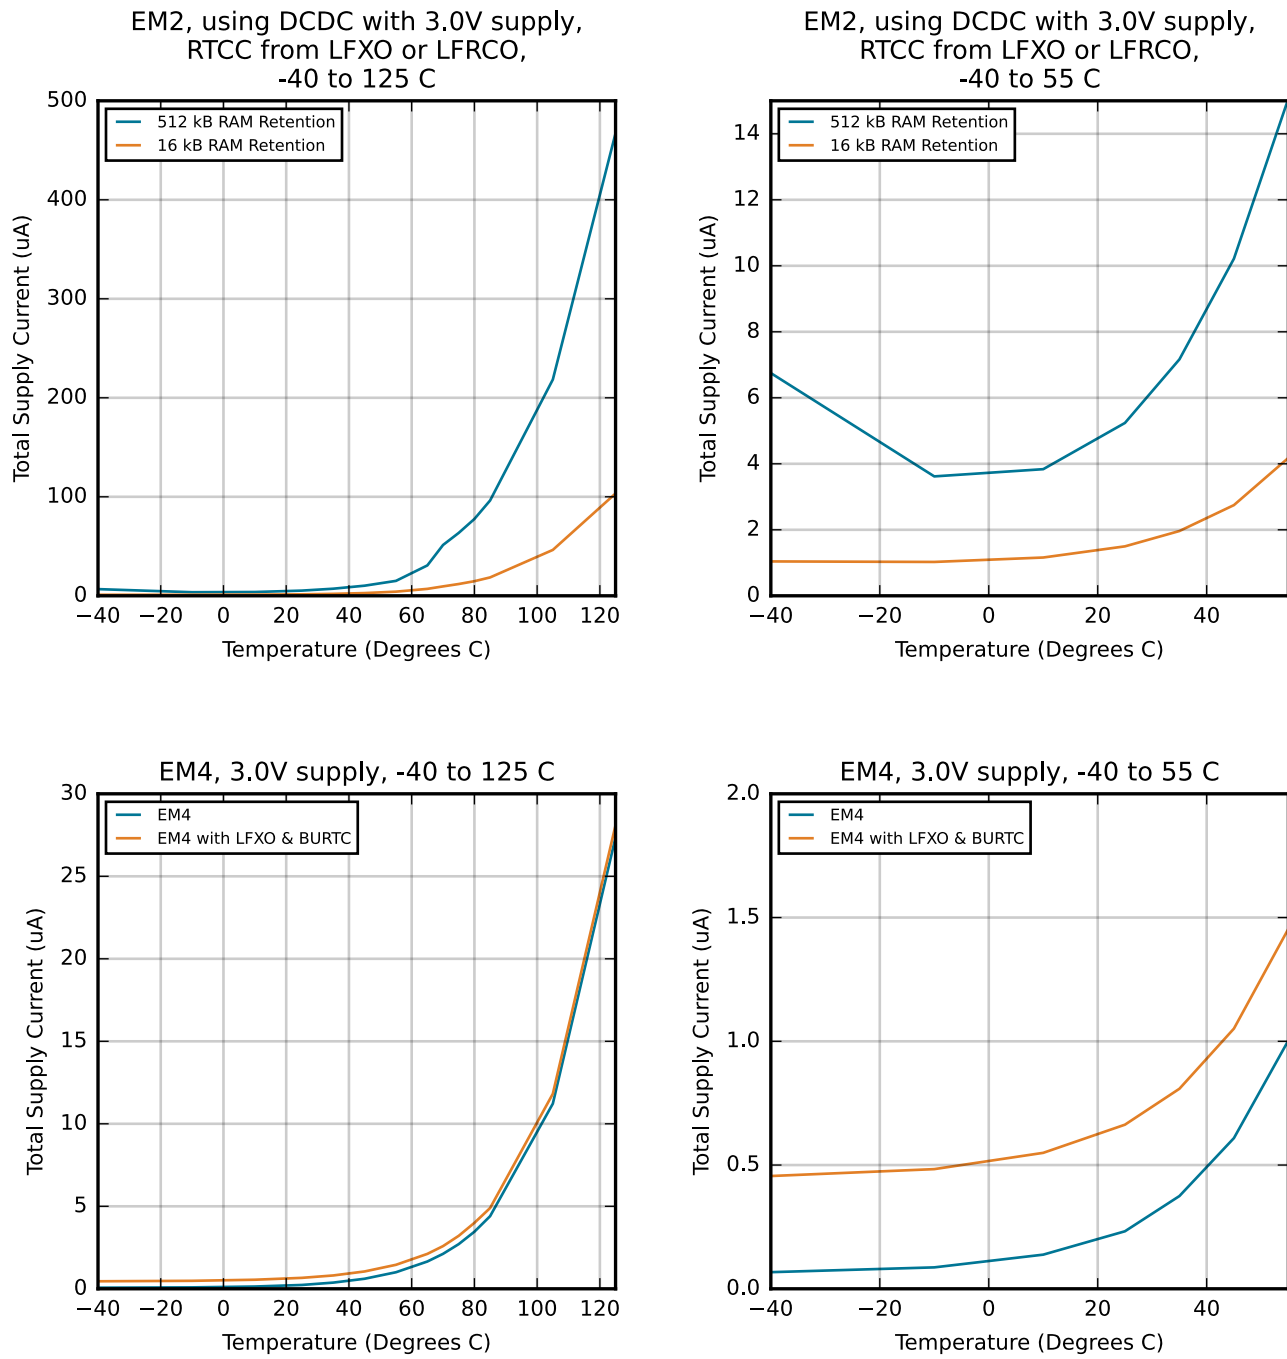 EM2, using DCDC with 3.0V supply,
RTCC from LFXO or LFRCO,
-40 to 125 C
500
400
300
200
100
0
Total Supply Current (uA)
512 kB RAM Retention
16 kB RAM Retention
−40 −20 0 20 40 60 80 100 120
Temperature (Degrees C)
EM2, using DCDC with 3.0V supply,
RTCC from LFXO or LFRCO,
-40 to 55 C
14
12
10
8
6
4
2
0
Total Supply Current (uA)
512 kB RAM Retention
16 kB RAM Retention
−40 −20 0 20 40
Temperature (Degrees C)
EM4, 3.0V supply, -40 to 125 C
30
25
20
15
10
5
0
Total Supply Current (uA)
EM4
EM4 with LFXO & BURTC
−40 −20 0 20 40 60 80 100 120
Temperature (Degrees C)
EM4, 3.0V supply, -40 to 55 C
2.0
1.5
1.0
0.5
0.0
Total Supply Current (uA)
EM4
EM4 with LFXO & BURTC
−40 −20 0 20 40
Temperature (Degrees C)